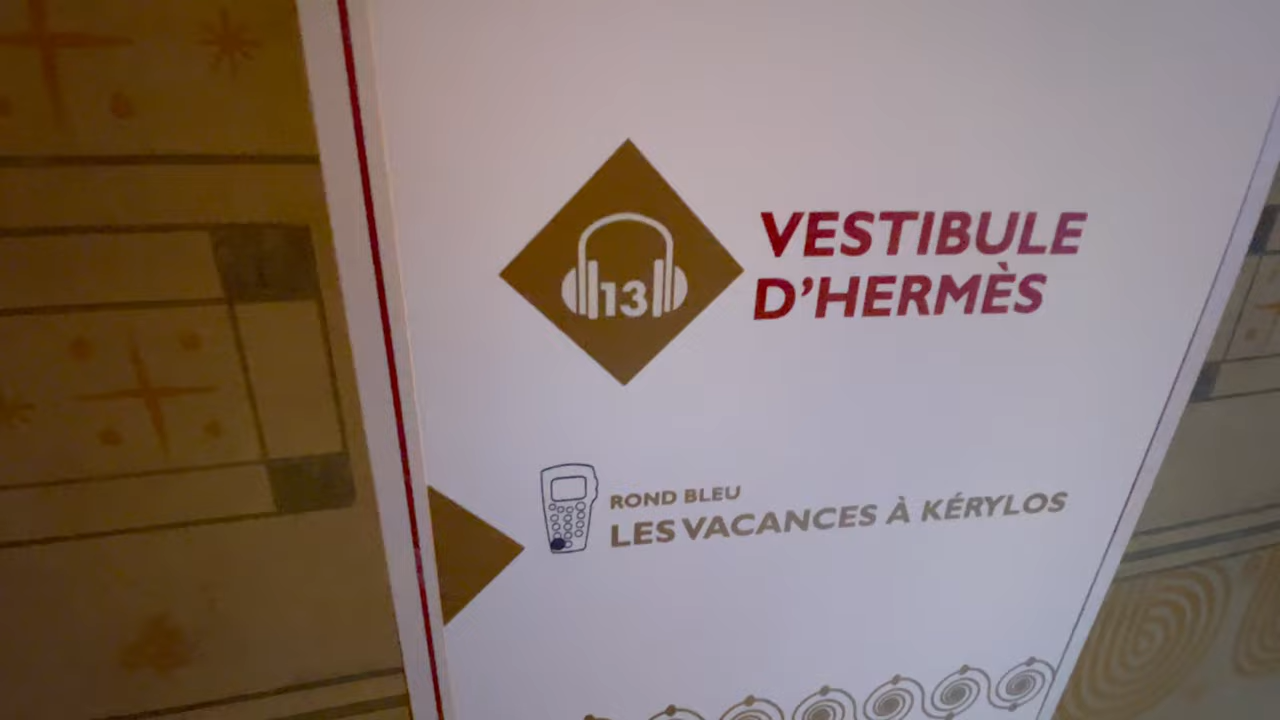 13
VESTIBULE
D’HERMÈS
ROND BLEU
LES VACANCES À KÉRYLOS